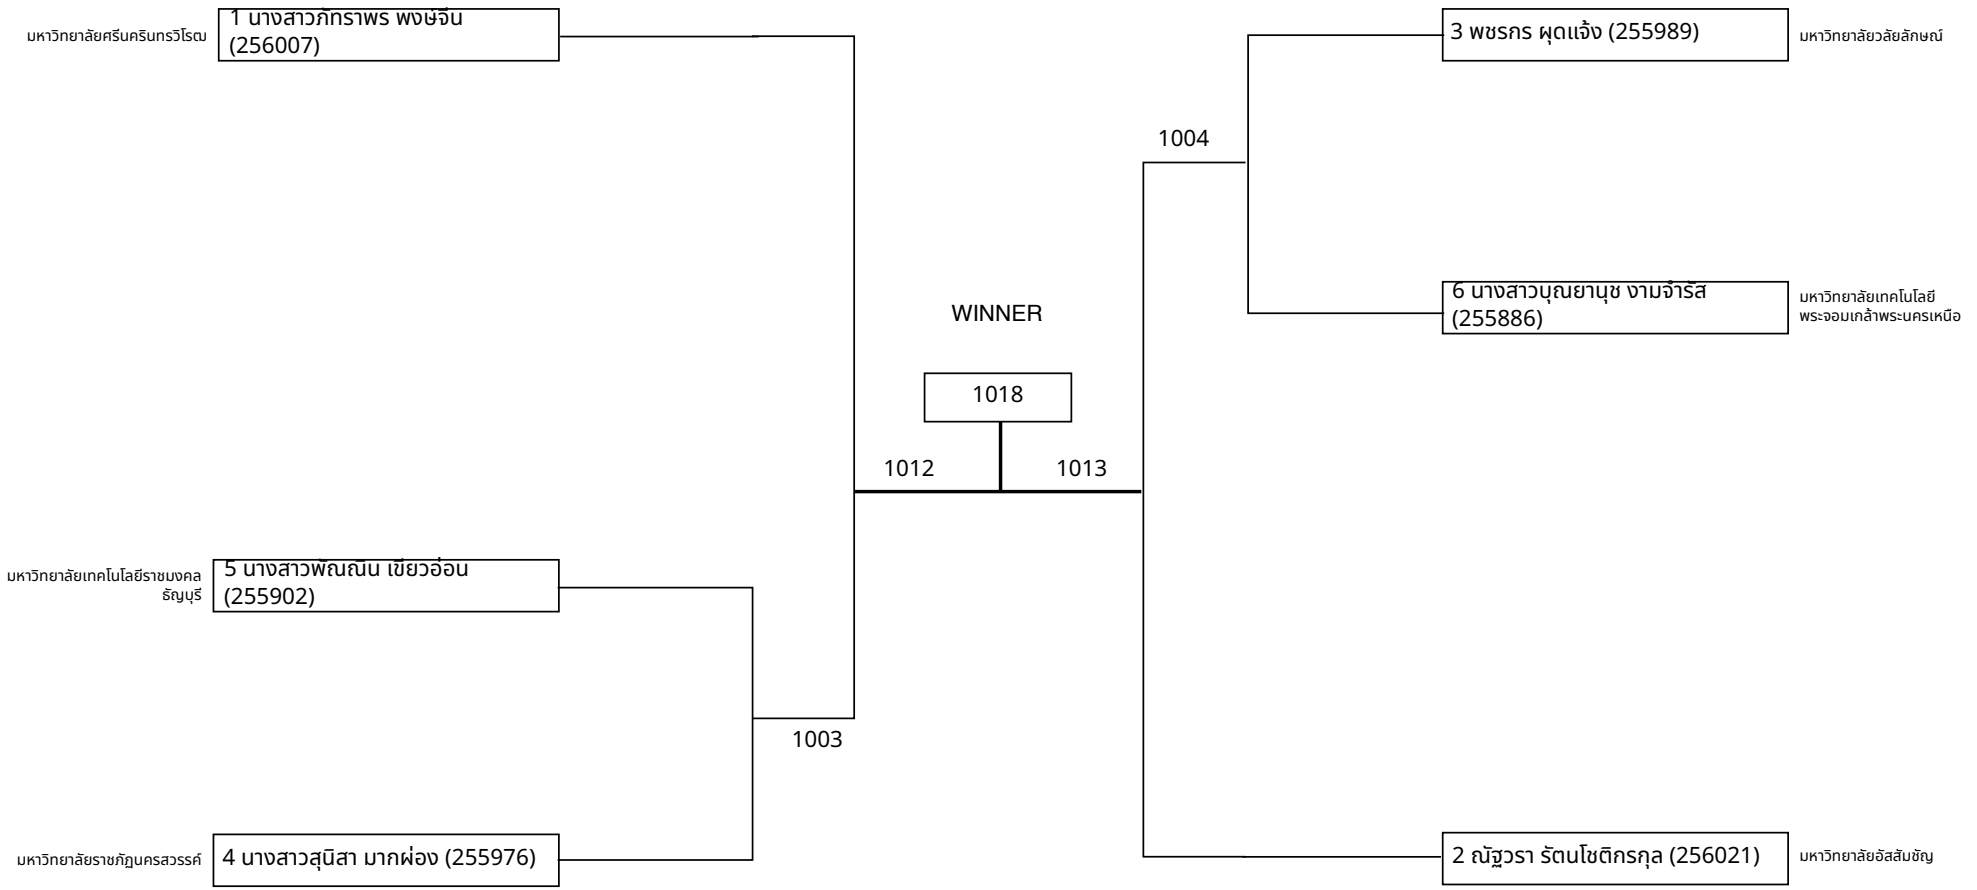 1 นางสาวภัทราพร พงษ์จีน
(256007)
มหาวิทยาลัยศรีนครินทรวิโรฒ
3 พชรกร ผุดแจ้ง (255989)
มหาวิทยาลัยวลัยลักษณ์
1004
6 นางสาวบุณยานุช งามจำรัส
(255886)
มหาวิทยาลัยเทคโนโลยี
พระจอมเกล้าพระนครเหนือ
WINNER
1018
1012
1013
5 นางสาวพัณณิน เขียวอ่อน
(255902)
มหาวิทยาลัยเทคโนโลยีราชมงคล
ธัญบุรี
1003
4 นางสาวสุนิสา มากผ่อง (255976)
มหาวิทยาลัยราชภัฏนครสวรรค์
2 ณัฐวรา รัตนโชติกรกุล (256021)
มหาวิทยาลัยอัสสัมชัญ